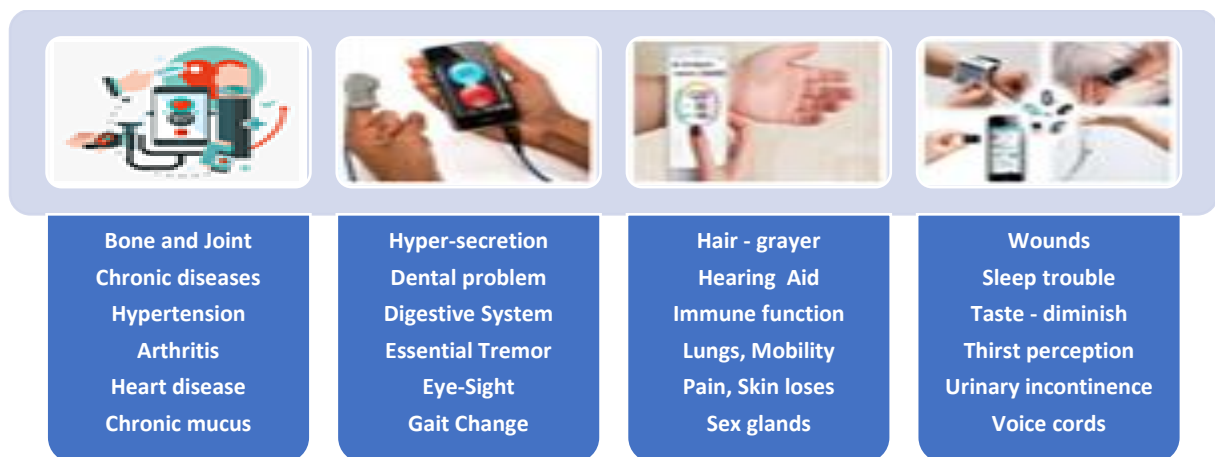 Bone and Joint
Chronic diseases
Hypertension
Arthritis
Heart disease
Chronic mucus
Hyper-secretion
Dental problem
Digestive System
Essential Tremor
Eye-Sight
Gait Change
Hair - grayer
Hearing Aid
Immune function
Lungs, Mobility
Pain, Skin loses
Sex glands
Wounds
Sleep trouble
Taste - diminish
Thirst perception
Urinary incontinence
Voice cords